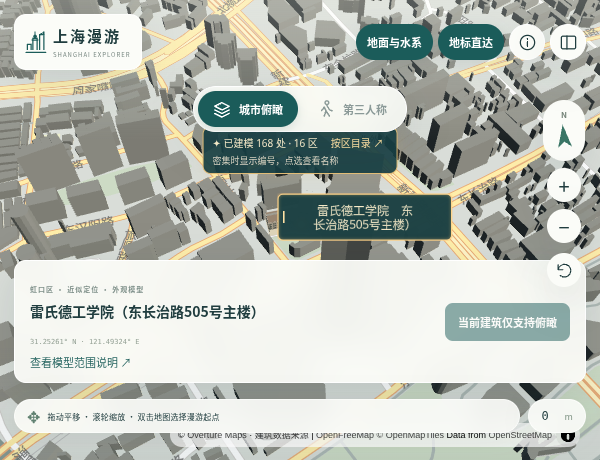 上海漫游
SHANGHAI EXPLORER
地面与水系
地标直达
城市俯瞰
第三人称
N
✦ 已建模 168 处 · 16 区 按区目录 ↗
密集时显示编号，点选查看名称
雷氏德工学院（东
长治路505号主楼）
+
−
虹口区 · 近似定位 · 外观模型
雷氏德工学院（东长治路505号主楼）
31.25261° N · 121.49324° E
查看模型范围说明 ↗
当前建筑仅支持俯瞰
拖动平移 · 滚轮缩放 · 双击地图选择漫游起点
0 m
© Overture Maps · 建筑数据来源 | OpenFreeMap © OpenMapTiles Data from OpenStreetMap